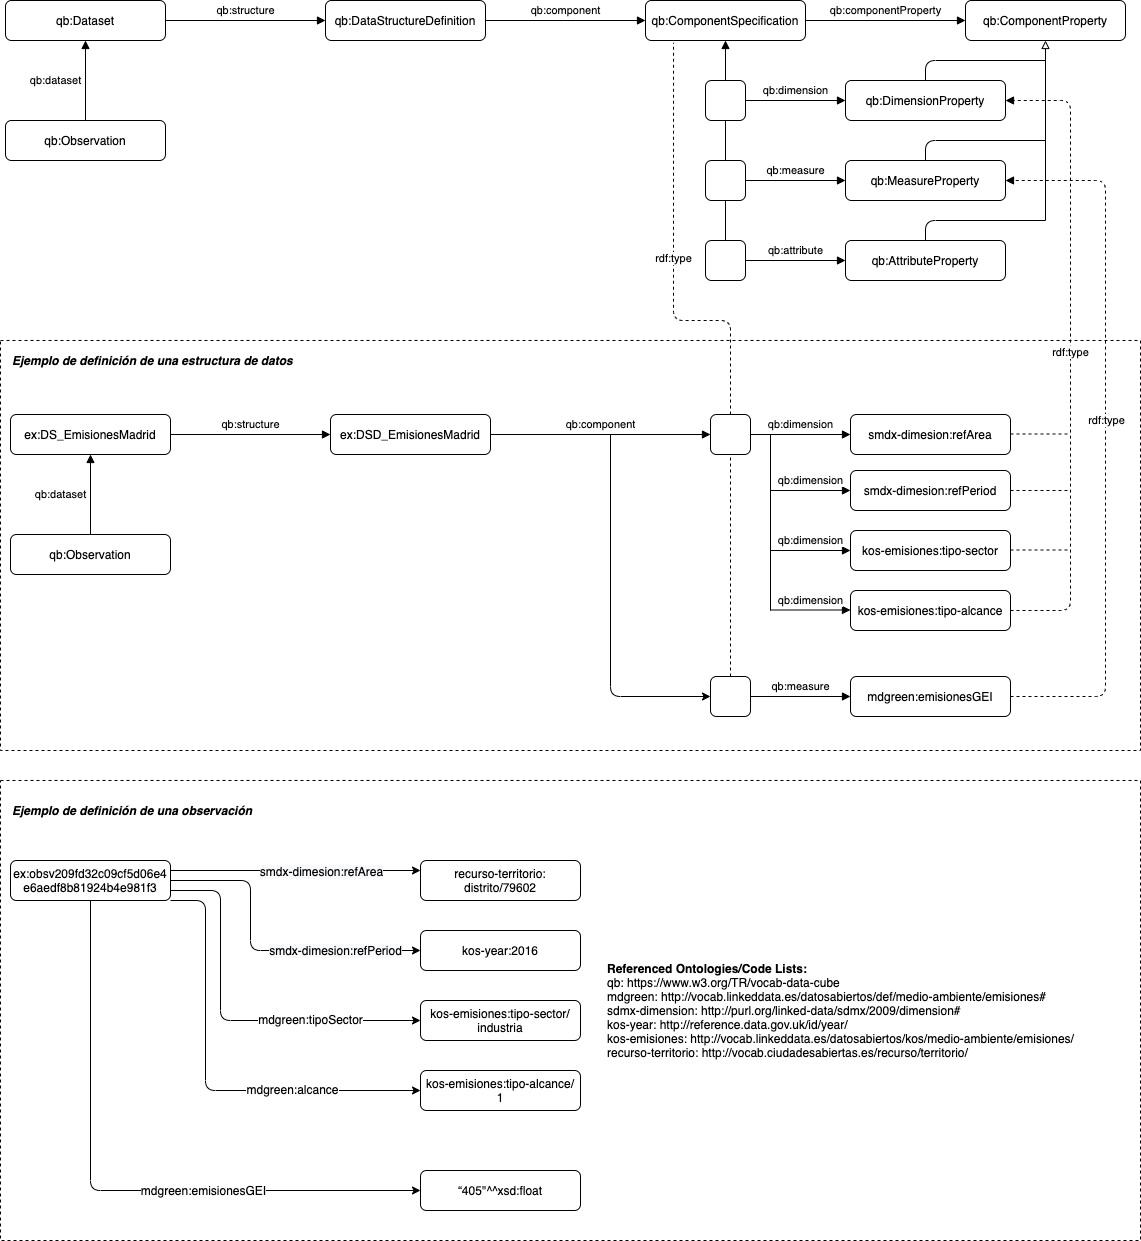 qb:structure
qb:component
qb:componentProperty
qb:Dataset
qb:DataStructureDefinition
qb:ComponentSpecification
qb:ComponentProperty
qb:dataset
qb:dimension
qb:DimensionProperty
qb:Observation
qb:measure
qb:MeasureProperty
qb:attribute
rdf:type
qb:AttributeProperty
rdf:type
Ejemplo de definición de una estructura de datos
rdf:type
qb:structure
qb:component
qb:dimension
ex:DS_EmisionesMadrid
ex:DSD_EmisionesMadrid
smdx-dimesion:refArea
qb:dataset
qb:dimension
smdx-dimesion:refPeriod
qb:Observation
qb:dimension
kos-emisiones:tipo-sector
qb:dimension
kos-emisiones:tipo-alcance
qb:measure
mdgreen:emisionesGEI
Ejemplo de definición de una observación
ex:obsv209fd32c09cf5d06e4
e6aedf8b81924b4e981f3
smdx-dimesion:refArea
recurso-territorio:
distrito/79602
smdx-dimesion:refPeriod
kos-year:2016
mdgreen:tipoSector
kos-emisiones:tipo-sector/
industria
mdgreen:alcance
kos-emisiones:tipo-alcance/
1
mdgreen:emisionesGEI
“405"^^xsd:float
Referenced Ontologies/Code Lists:
qb: https://www.w3.org/TR/vocab-data-cube
mdgreen: http://vocab.linkeddata.es/datosabiertos/def/medio-ambiente/emisiones#
sdmx-dimension: http://purl.org/linked-data/sdmx/2009/dimension#
kos-year: http://reference.data.gov.uk/id/year/
kos-emisiones: http://vocab.linkeddata.es/datosabiertos/kos/medio-ambiente/emisiones/
recurso-territorio: http://vocab.ciudadesabiertas.es/recurso/territorio/